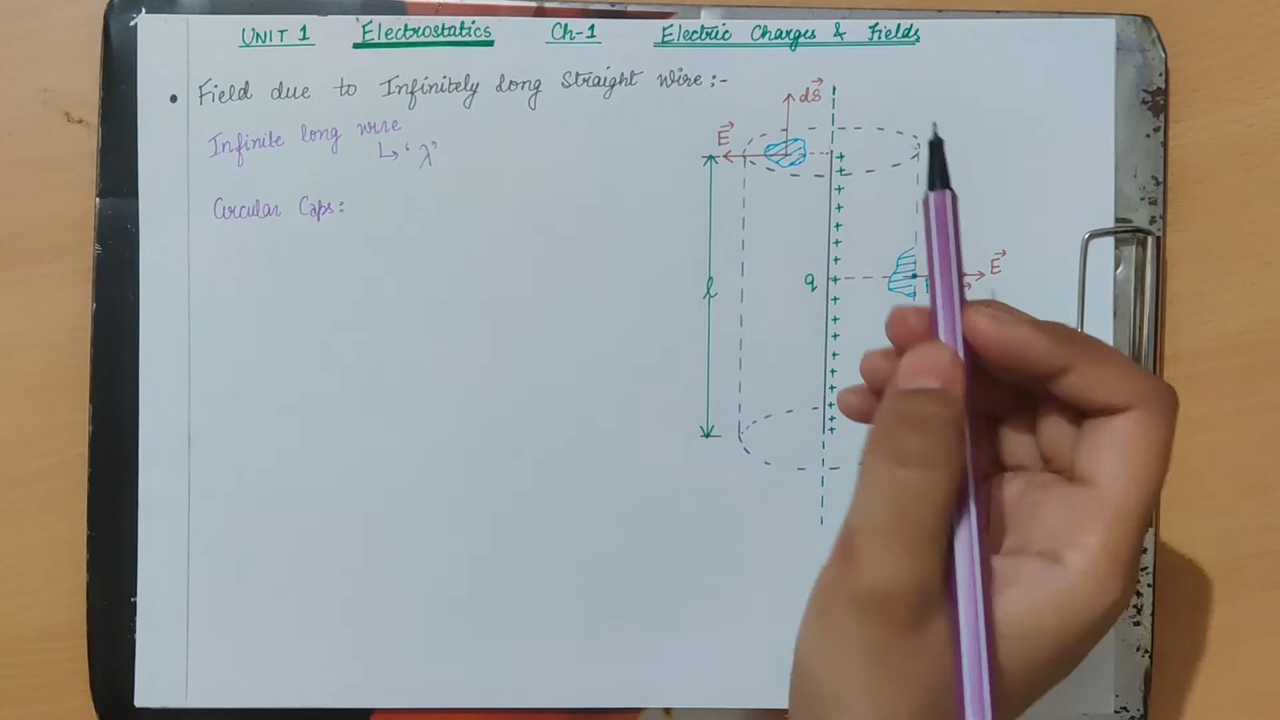 UNIT 1 Electrostatics Ch-1 Electric Charges & Fields
• Field due to Infinitely long Straight wire :-
Infinite long wire
↳ 'λ'
Circular Caps:
dS⃗
E⃗
+
+
+
+
+
+
+
E⃗
l
q
+
+
+
+
+
+
+
+
+